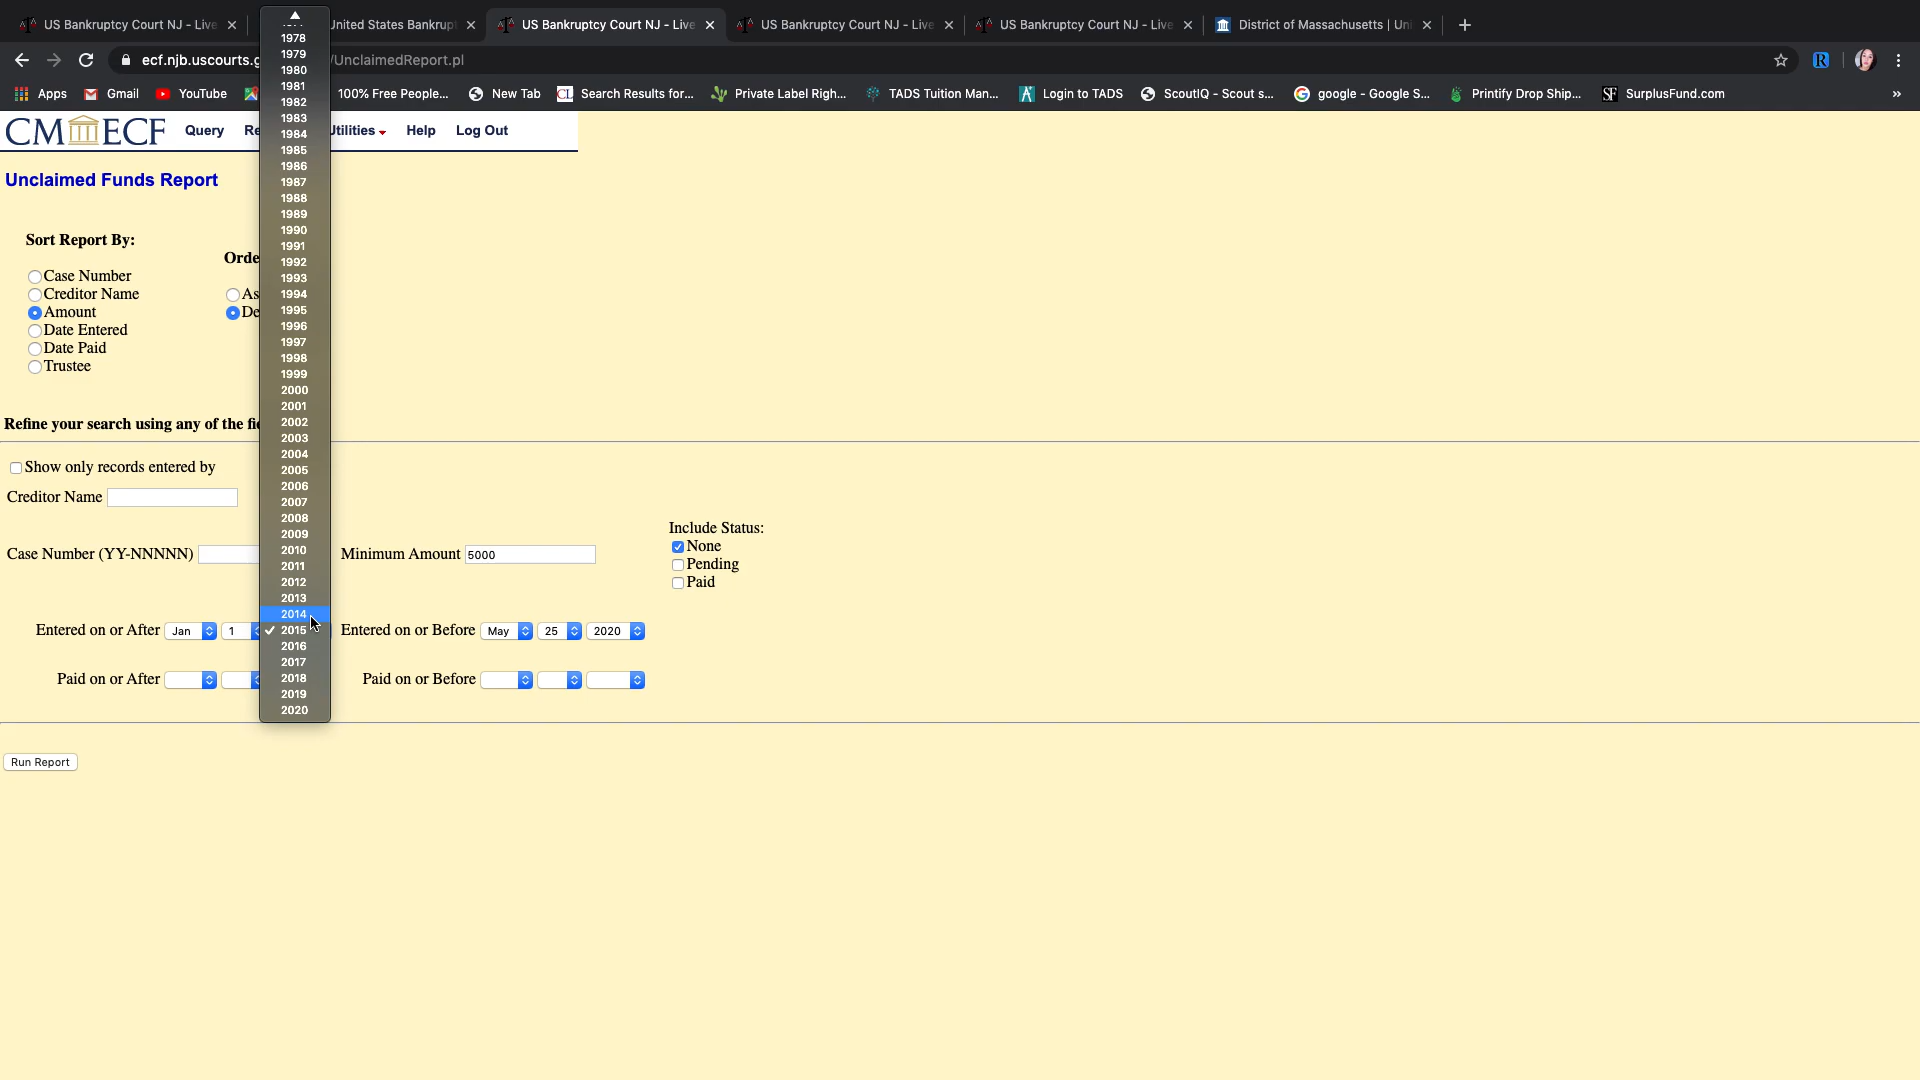 US Bankruptcy Court NJ - Live
United States Bankrupt
US Bankruptcy Court NJ - Live
US Bankruptcy Court NJ - Live
US Bankruptcy Court NJ - Live
District of Massachusetts | Un
ecf.njb.uscourts.g /UnclaimedReport.pl
Apps Gmail YouTube 100% Free People... New Tab Search Results for... Private Label Righ... TADS Tuition Man... Login to TADS ScoutIQ - Scout s... google - Google S... Printify Drop Ship... SurplusFund.com »
CM ECF Query Re Utilities Help Log Out
Unclaimed Funds Report
Sort Report By:
Case Number
Creditor Name
Amount
Date Entered
Date Paid
Trustee
Orde
As
De
Refine your search using any of the fie
Show only records entered by
Creditor Name
Case Number (YY-NNNNN)
Minimum Amount 5000
Include Status:
None
Pending
Paid
Entered on or After Jan 1
Entered on or Before May 25 2020
Paid on or After
Paid on or Before
Run Report
1978
1979
1980
1981
1982
1983
1984
1985
1986
1987
1988
1989
1990
1991
1992
1993
1994
1995
1996
1997
1998
1999
2000
2001
2002
2003
2004
2005
2006
2007
2008
2009
2010
2011
2012
2013
2014
2015
2016
2017
2018
2019
2020